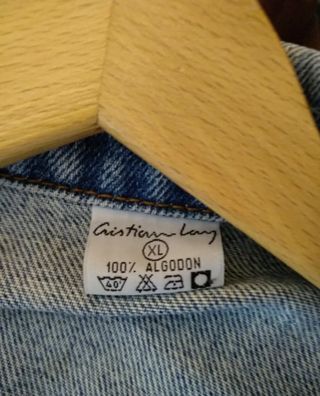 Cristian Lay
XL
100% ALGODON
40°